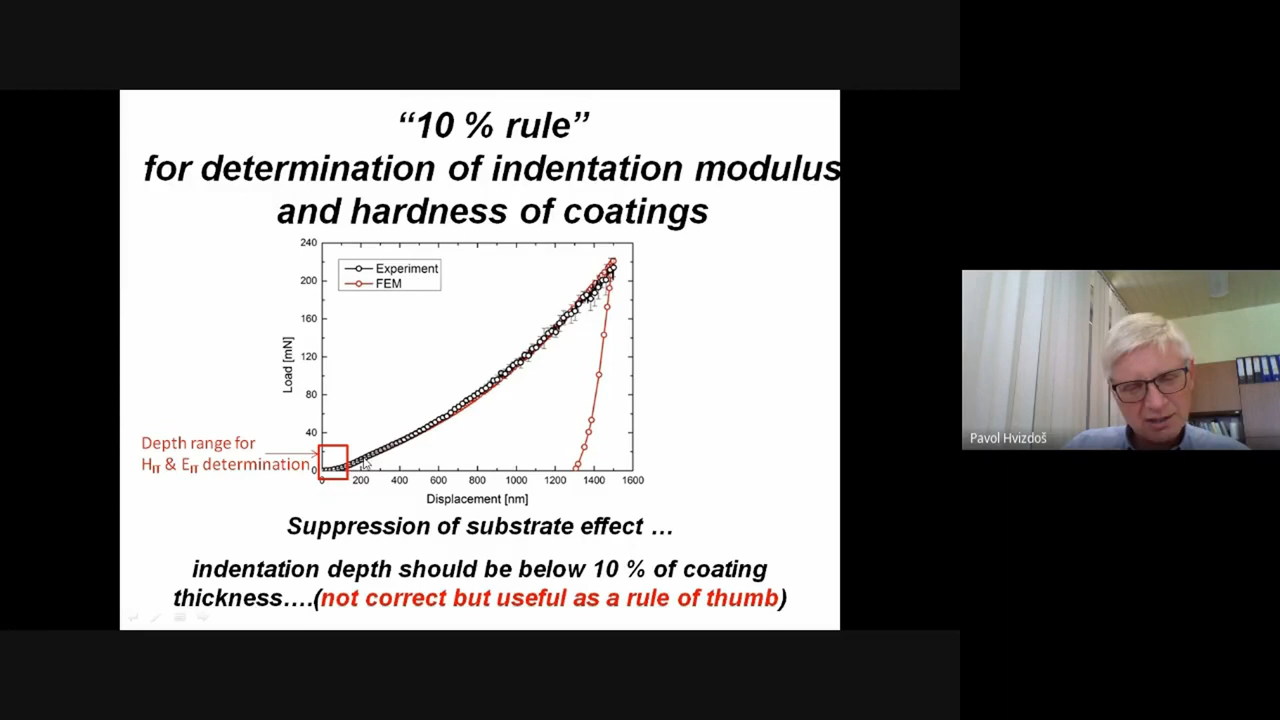 “10 % rule”
for determination of indentation modulus
and hardness of coatings
240
200
160
120
80
40
0
Load [mN]
Experiment
FEM
Depth range for
H_IT & E_IT determination
0 200 400 600 800 1000 1200 1400 1600
Displacement [nm]
Suppression of substrate effect …
indentation depth should be below 10 % of coating
thickness….(not correct but useful as a rule of thumb)
Pavol Hvizdoš